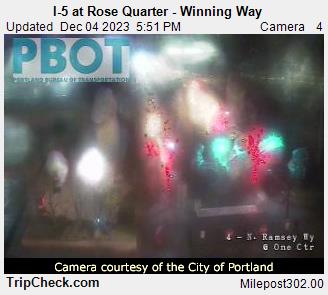 I-5 at Rose Quarter - Winning Way
Updated Dec 04 2023 5:51 PM Camera 4
PBOT
PORTLAND BUREAU OF TRANSPORTATION
4 - N. Ramsey Wy
@ One Ctr
Camera courtesy of the City of Portland
TripCheck.com Milepost302.00